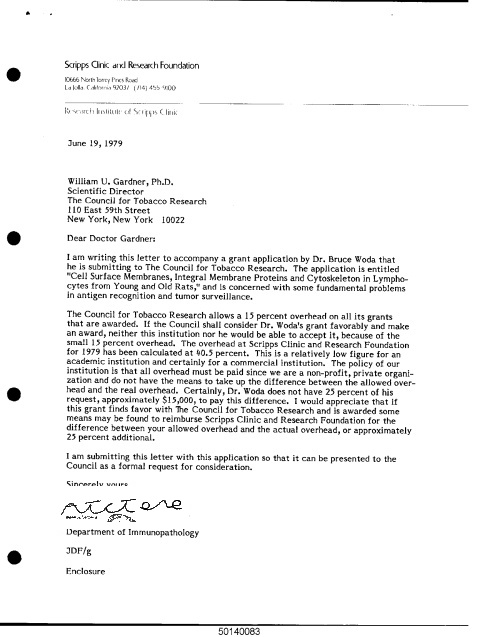 Scripps Clinic and Research Foundation
10666 North Torrey Pines Road
La Jolla, California 92037 (714) 455-9100
Research Institute of Scripps Clinic
June 19, 1979
William U. Gardner, Ph.D.
Scientific Director
The Council for Tobacco Research
110 East 59th Street
New York, New York 10022
Dear Doctor Gardner:
I am writing this letter to accompany a grant application by Dr. Bruce Woda that
he is submitting to The Council for Tobacco Research. The application is entitled
"Cell Surface Membranes, Integral Membrane Proteins and Cytoskeleton in Lympho-
cytes from Young and Old Rats," and is concerned with some fundamental problems
in antigen recognition and tumor surveillance.
The Council for Tobacco Research allows a 15 percent overhead on all its grants
that are awarded. If the Council shall consider Dr. Woda's grant favorably and make
an award, neither this institution nor he would be able to accept it, because of the
small 15 percent overhead. The overhead at Scripps Clinic and Research Foundation
for 1979 has been calculated at 40.5 percent. This is a relatively low figure for an
academic institution and certainly for a commercial institution. The policy of our
institution is that all overhead must be paid since we are a non-profit, private organi-
zation and do not have the means to take up the difference between the allowed over-
head and the real overhead. Certainly, Dr. Woda does not have 25 percent of his
request, approximately $15,000, to pay this difference. I would appreciate that if
this grant finds favor with The Council for Tobacco Research and is awarded some
means may be found to reimburse Scripps Clinic and Research Foundation for the
difference between your allowed overhead and the actual overhead, or approximately
25 percent additional.
I am submitting this letter with this application so that it can be presented to the
Council as a formal request for consideration.
Sincerely yours
Department of Immunopathology
JDF/g
Enclosure
50140083